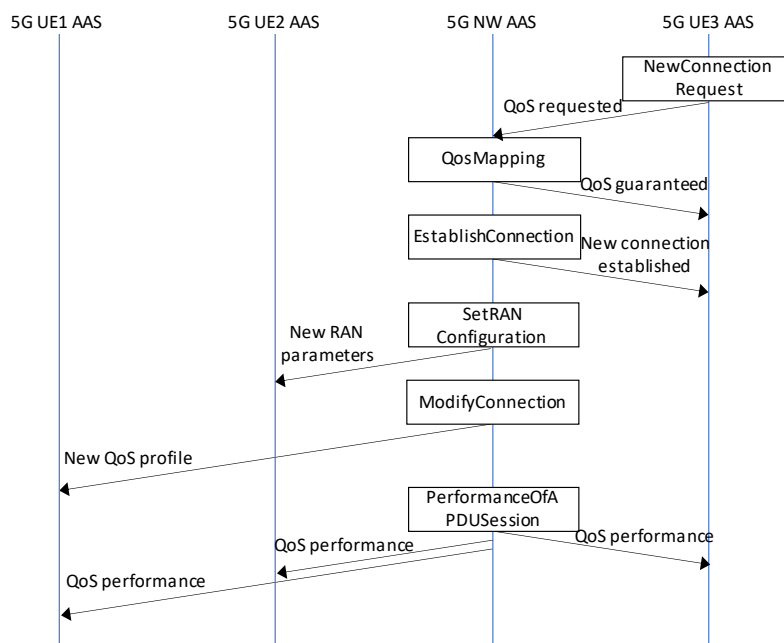 5G UE1 AAS
5G UE2 AAS
5G NW AAS
5G UE3 AAS
NewConnection
Request
QoS requested
QosMapping
QoS guaranteed
EstablishConnection
New connection
established
SetRAN
Configuration
New RAN
parameters
ModifyConnection
New QoS profile
PerformanceOfA
PDUSession
QoS performance
QoS performance
QoS performance